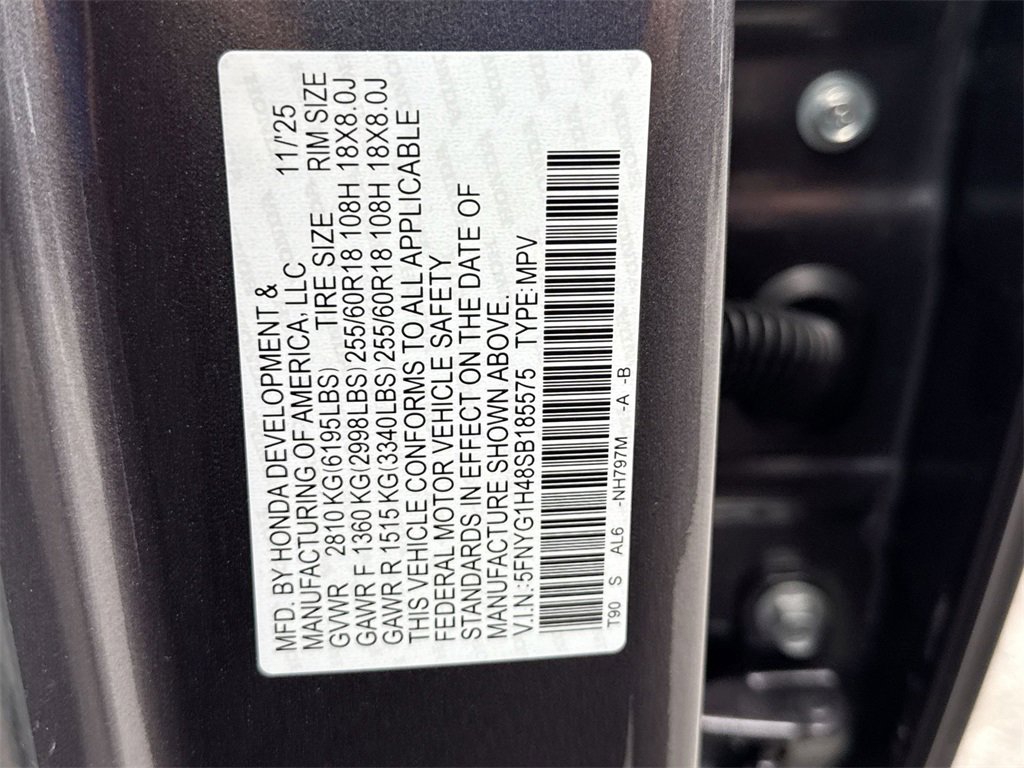 MFD. BY HONDA DEVELOPMENT & 11/'25
MANUFACTURING OF AMERICA, LLC
GVWR 2810 KG(6195LBS) TIRE SIZE RIM SIZE
GAWR F 1360 KG(2998LBS) 255/60R18 108H 18X8.0J
GAWR R 1515 KG(3340LBS) 255/60R18 108H 18X8.0J
THIS VEHICLE CONFORMS TO ALL APPLICABLE
FEDERAL MOTOR VEHICLE SAFETY
STANDARDS IN EFFECT ON THE DATE OF
MANUFACTURE SHOWN ABOVE.
V.I.N.:5FNYG1H48SB185575 TYPE:MPV
T90 S AL6 -NH797M -A -B